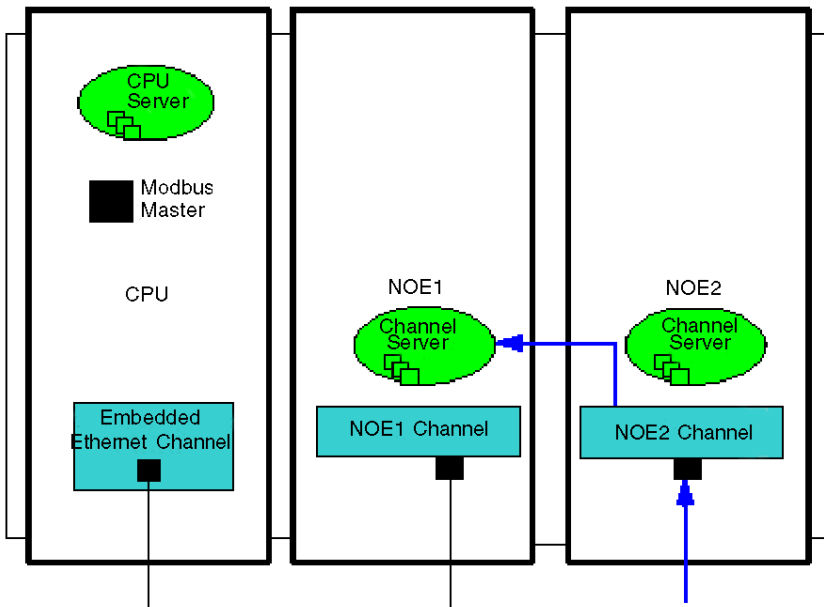 CPU
Server
Modbus
Master
CPU
Embedded
Ethernet Channel
NOE1
Channel
Server
NOE1 Channel
NOE2
Channel
Server
NOE2 Channel